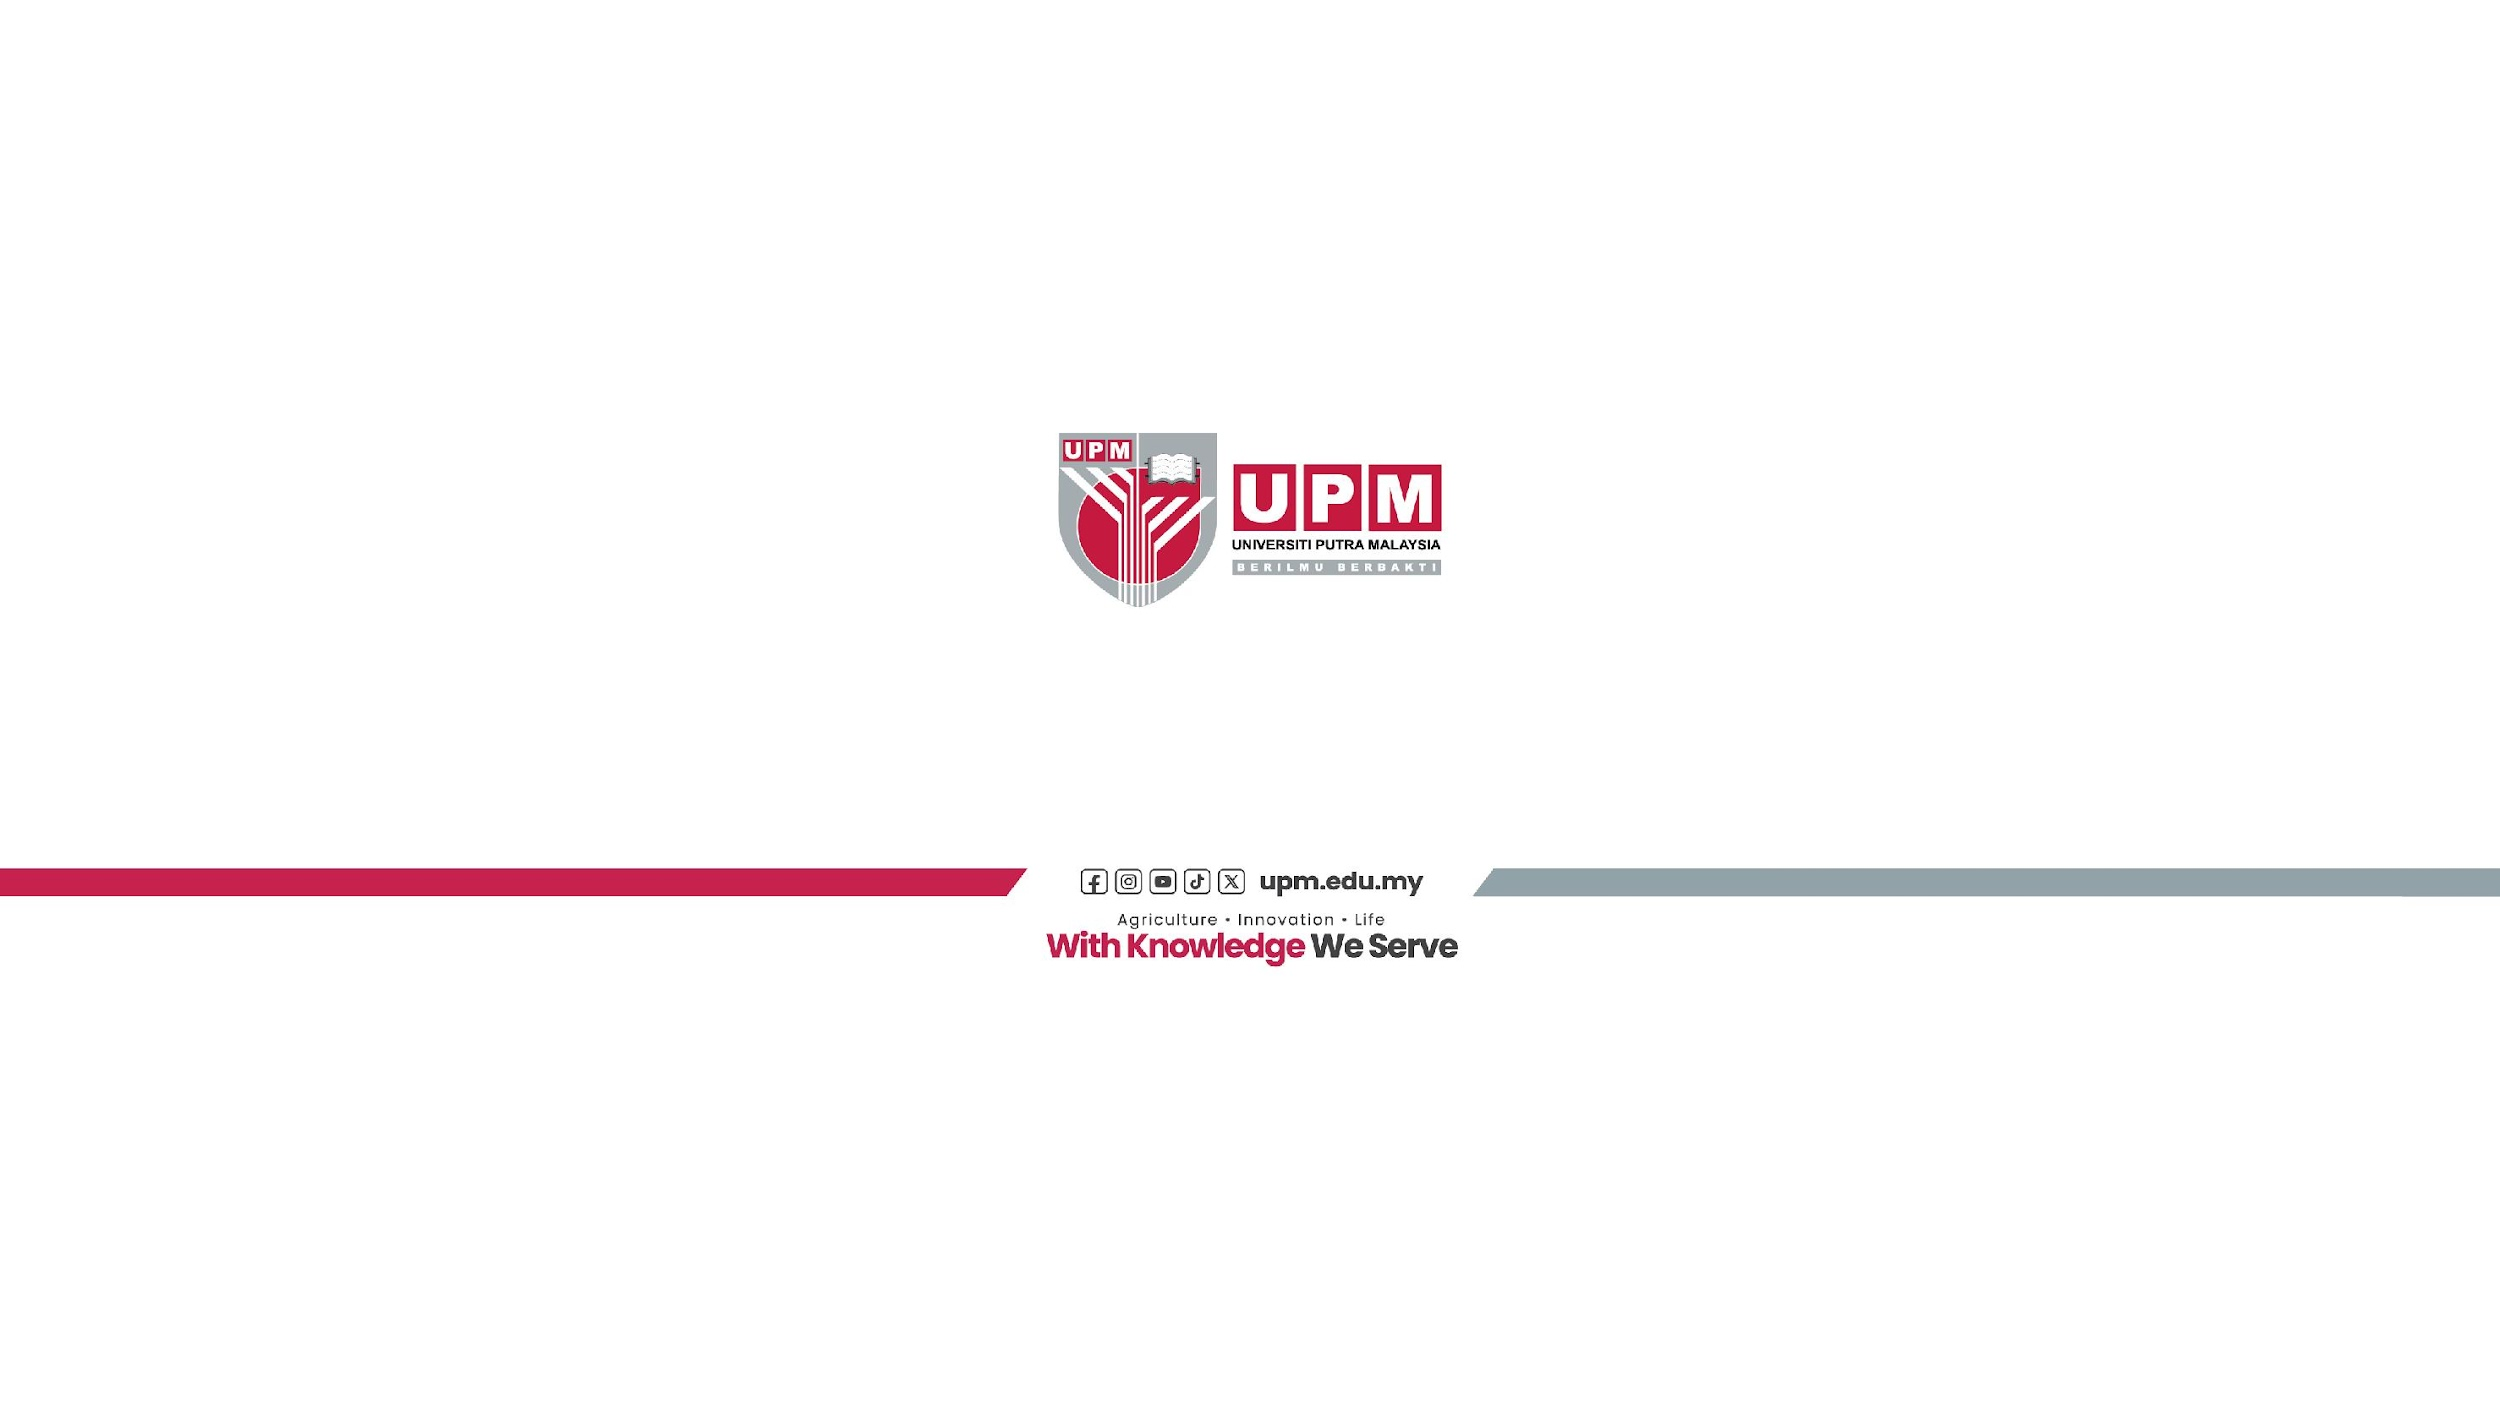 UPM
UPM
UNIVERSITI PUTRA MALAYSIA
BERILMU BERBAKTI
upm.edu.my
Agriculture • Innovation • Life
With Knowledge We Serve